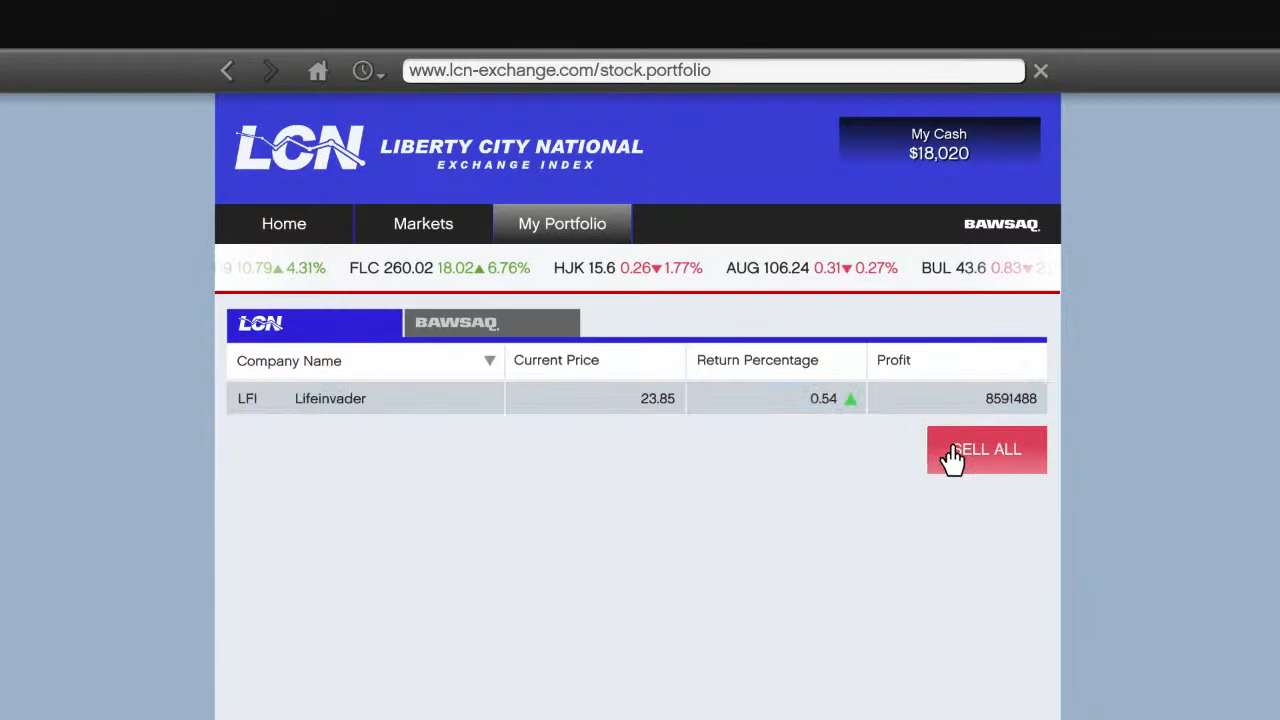 www.lcn-exchange.com/stock.portfolio
LCN LIBERTY CITY NATIONAL
EXCHANGE INDEX
My Cash
$18,020
Home Markets My Portfolio BAWSAQ
10.79▲4.31% FLC 260.02 18.02▲6.76% HJK 15.6 0.26▼1.77% AUG 106.24 0.31▼0.27% BUL 43.6 0.83▼
LCN BAWSAQ
Company Name Current Price Return Percentage Profit
LFI Lifeinvader 23.85 0.54 8591488
SELL ALL